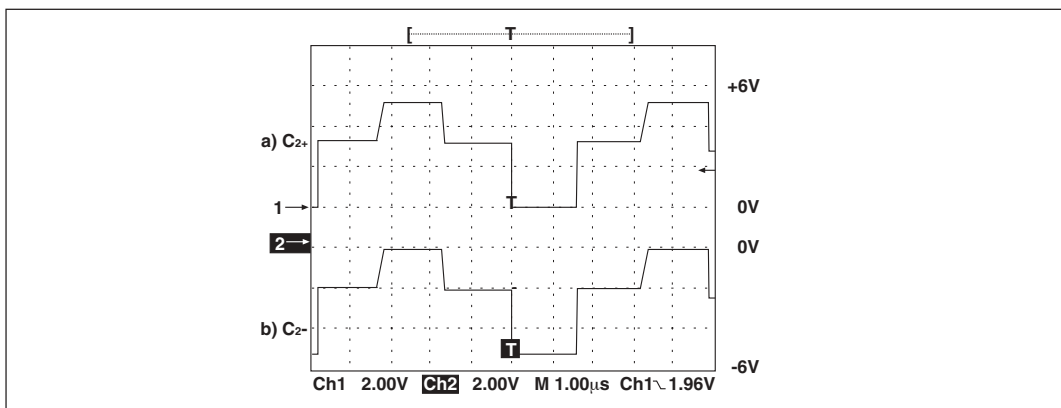 [ T ]
+6V
a) C2+
T
1
0V
2
0V
b) C2-
T
-6V
Ch1 2.00V Ch2 2.00V M 1.00μs Ch1 1.96V